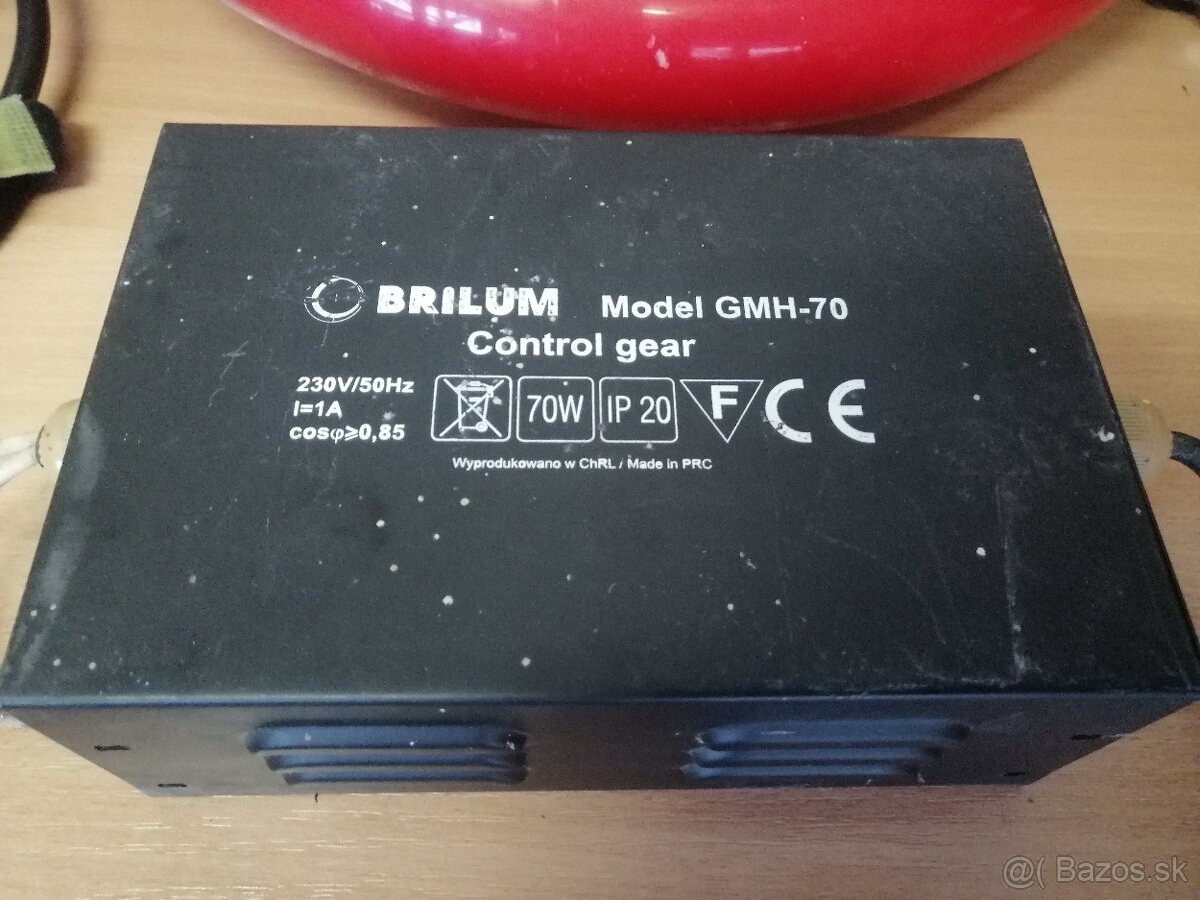 BRILUM Model GMH-70
Control gear
230V/50Hz
I=1A
cosφ≥0,85
70W
IP 20
F
CE
Wyprodukowano w ChRL / Made in PRC
@( Bazos.sk